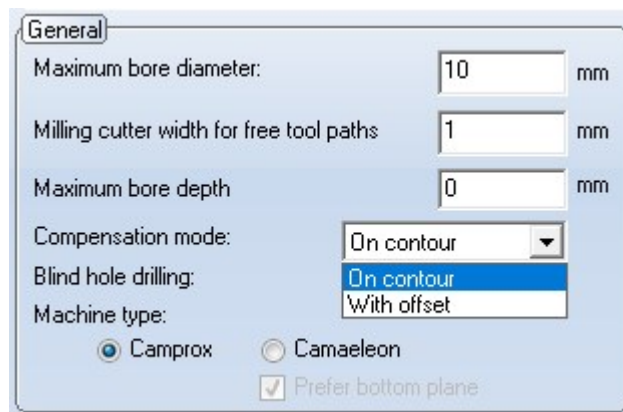 General
Maximum bore diameter: 10 mm
Milling cutter width for free tool paths 1 mm
Maximum bore depth 0 mm
Compensation mode: On contour
Blind hole drilling: On contour
With offset
Machine type:
Camprox Camaeleon
Prefer bottom plane